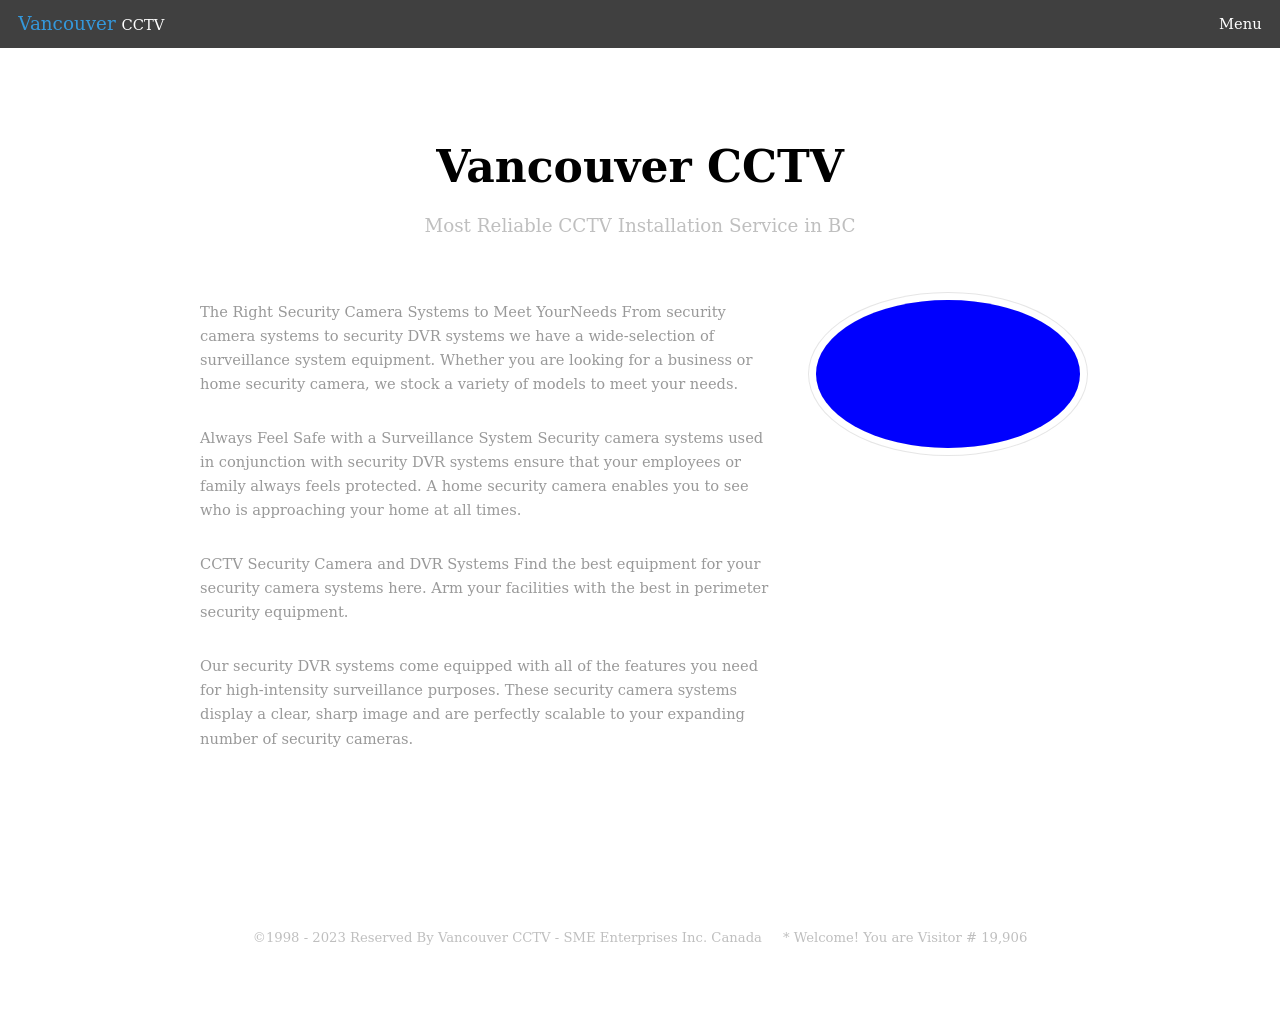 Vancouver CCTV
Menu
Vancouver CCTV
Most Reliable CCTV Installation Service in BC
The Right Security Camera Systems to Meet YourNeeds From security
camera systems to security DVR systems we have a wide-selection of
surveillance system equipment. Whether you are looking for a business or
home security camera, we stock a variety of models to meet your needs.
Always Feel Safe with a Surveillance System Security camera systems used
in conjunction with security DVR systems ensure that your employees or
family always feels protected. A home security camera enables you to see
who is approaching your home at all times.
CCTV Security Camera and DVR Systems Find the best equipment for your
security camera systems here. Arm your facilities with the best in perimeter
security equipment.
Our security DVR systems come equipped with all of the features you need
for high-intensity surveillance purposes. These security camera systems
display a clear, sharp image and are perfectly scalable to your expanding
number of security cameras.
©1998 - 2023 Reserved By Vancouver CCTV - SME Enterprises Inc. Canada * Welcome! You are Visitor # 19,906